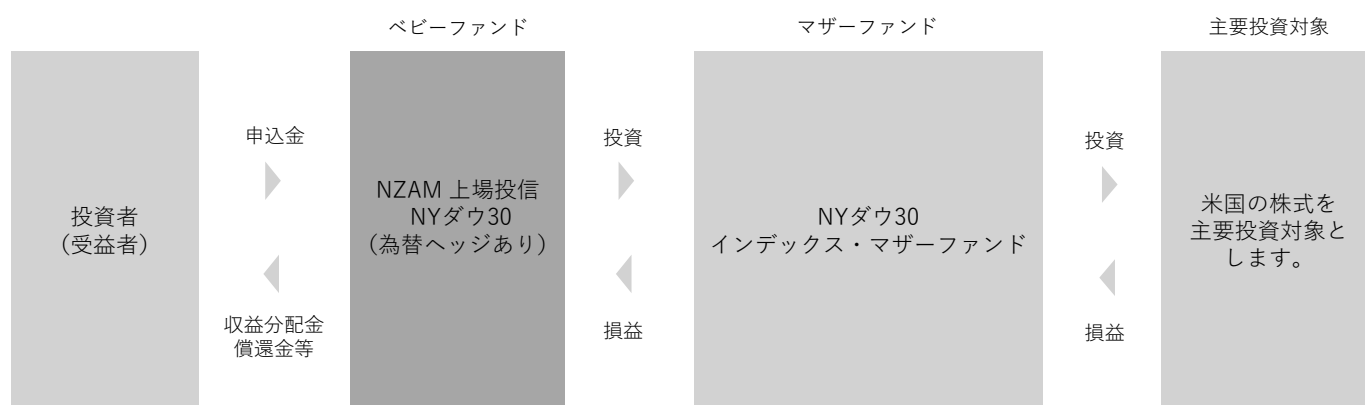 ベビーファンド
マザーファンド
主要投資対象
投資者
（受益者）
申込金
収益分配金
償還金等
NZAM 上場投信
NYダウ30
（為替ヘッジあり）
投資
損益
NYダウ30
インデックス・マザーファンド
投資
損益
米国の株式を
主要投資対象と
します。